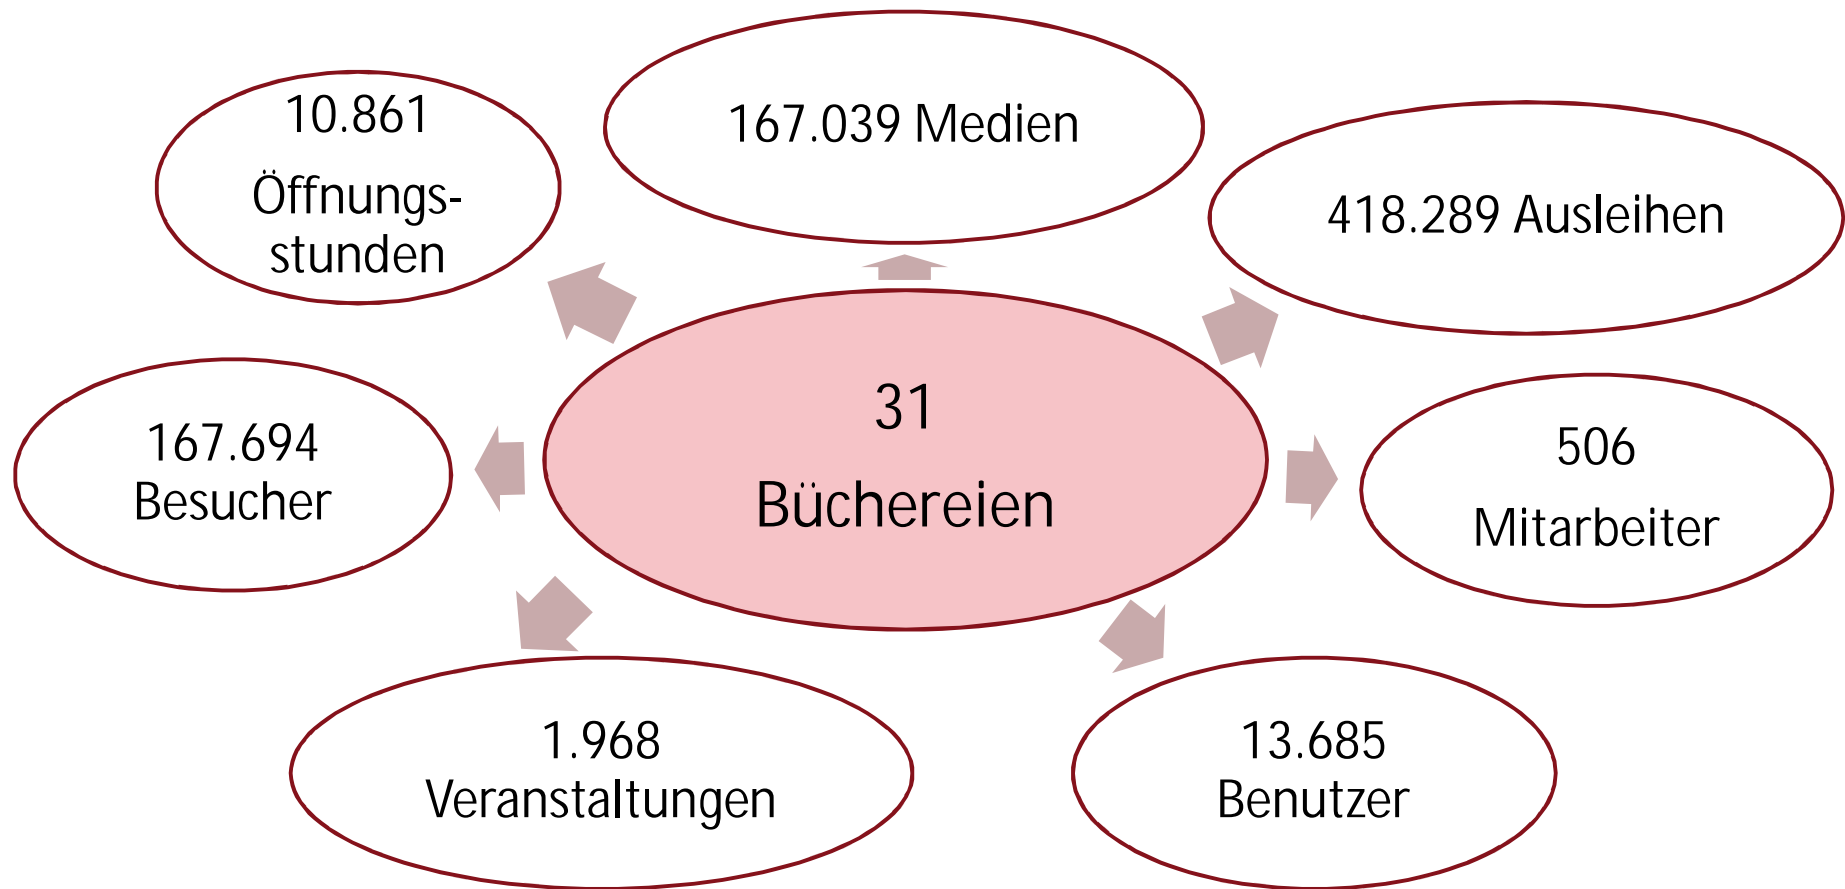 10.861
Öffnungs-
stunden
167.039 Medien
418.289 Ausleihen
31
Büchereien
167.694
Besucher
506
Mitarbeiter
1.968
Veranstaltungen
13.685
Benutzer